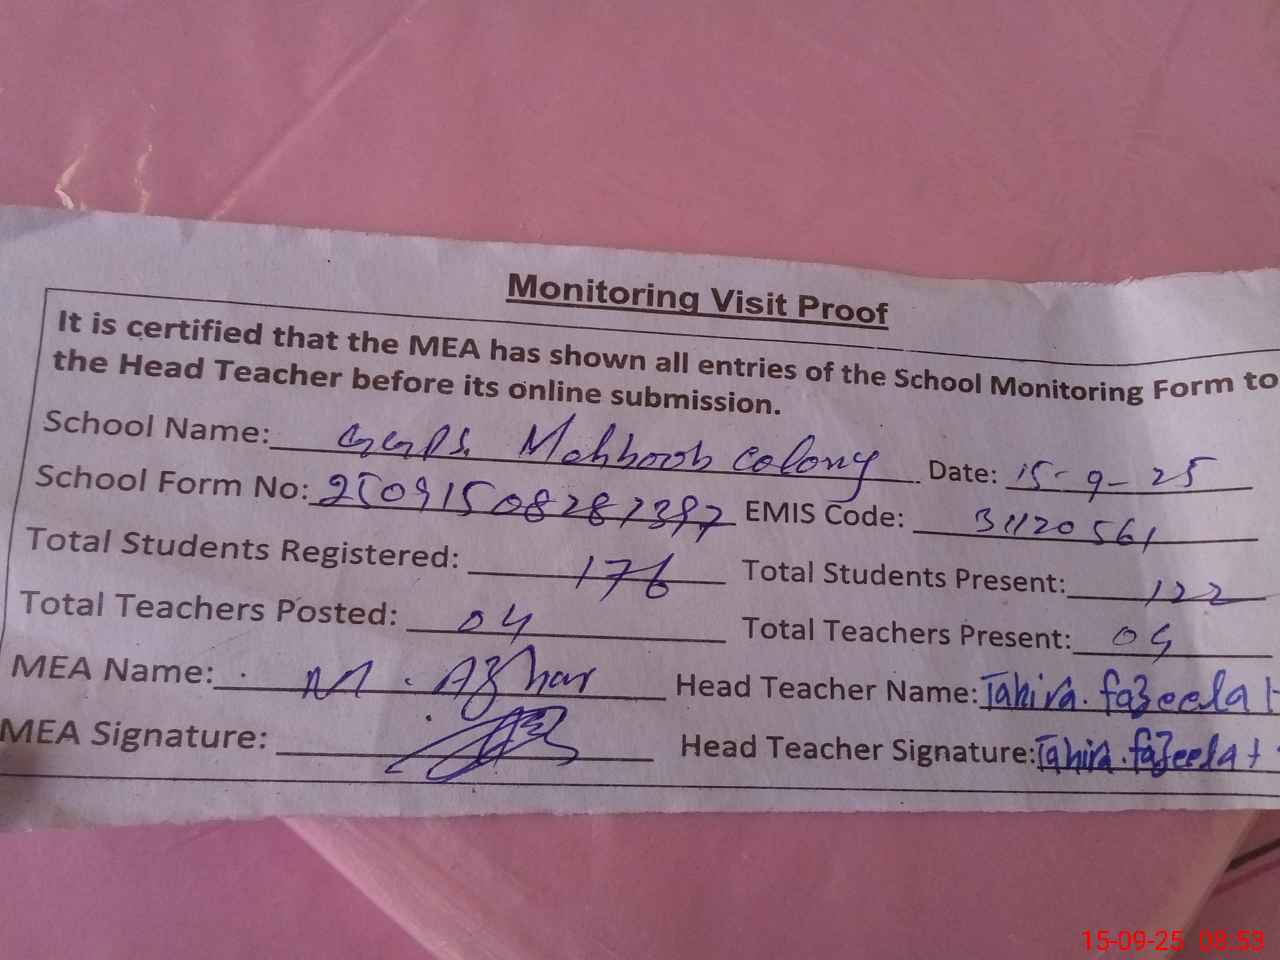 Monitoring Visit Proof
It is certified that the MEA has shown all entries of the School Monitoring Form to
the Head Teacher before its online submission.
School Name: GGPS. Mahboob Colony Date: 15-9-25
School Form No: 25091508287397 EMIS Code: 31120561
Total Students Registered: 176 Total Students Present: 122
Total Teachers Posted: 04 Total Teachers Present: 04
MEA Name: M. Azhar Head Teacher Name: Tahira. fazeela
MEA Signature: Head Teacher Signature: Tahira. fazeela
15-09-25 08:53